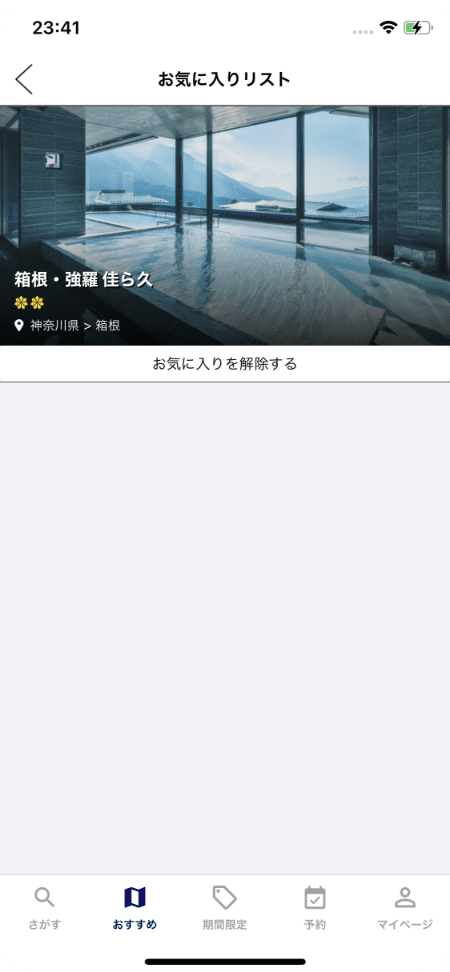 23:41
お気に入りリスト
箱根・強羅 佳ら久
神奈川県 > 箱根
お気に入りを解除する
さがす
おすすめ
期間限定
予約
マイページ